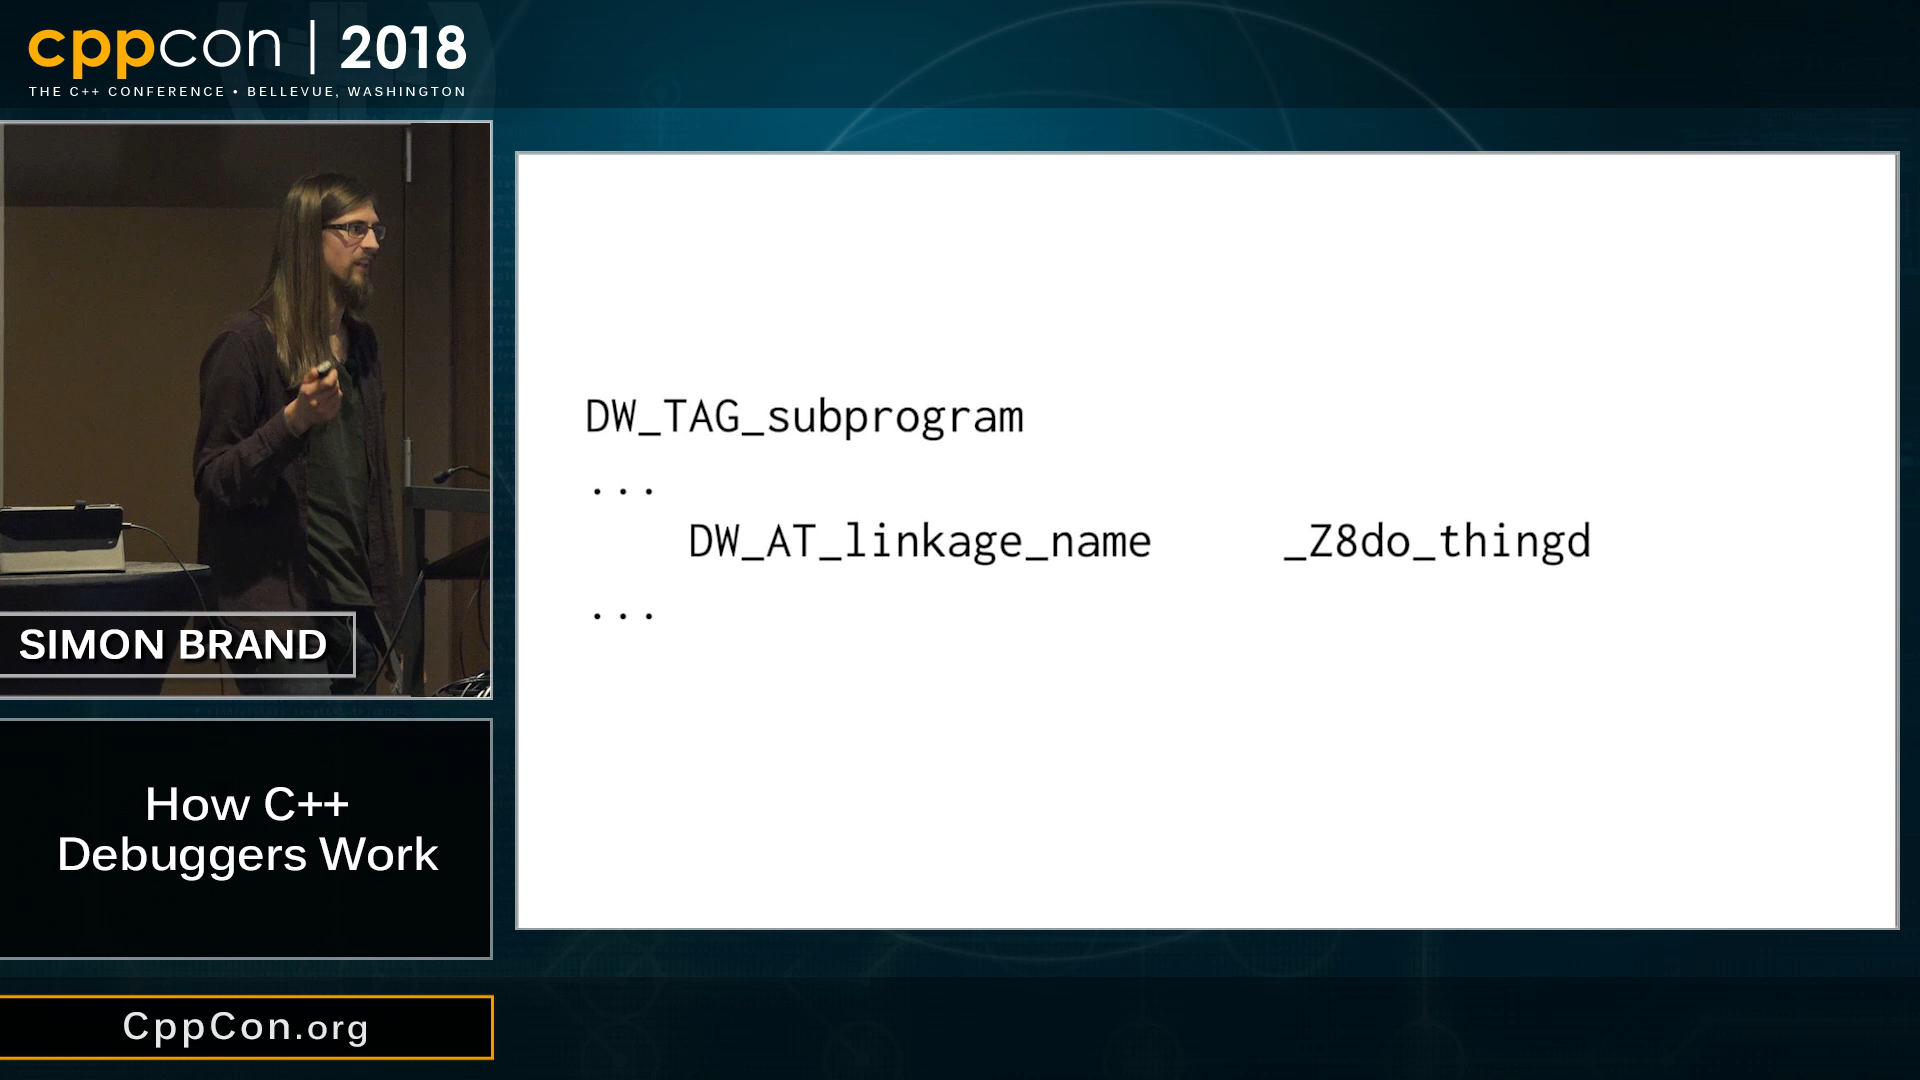 cppcon | 2018
THE C++ CONFERENCE • BELLEVUE, WASHINGTON
SIMON BRAND
How C++
Debuggers Work
CppCon.org
DW_TAG_subprogram
...
DW_AT_linkage_name _Z8do_thingd
...